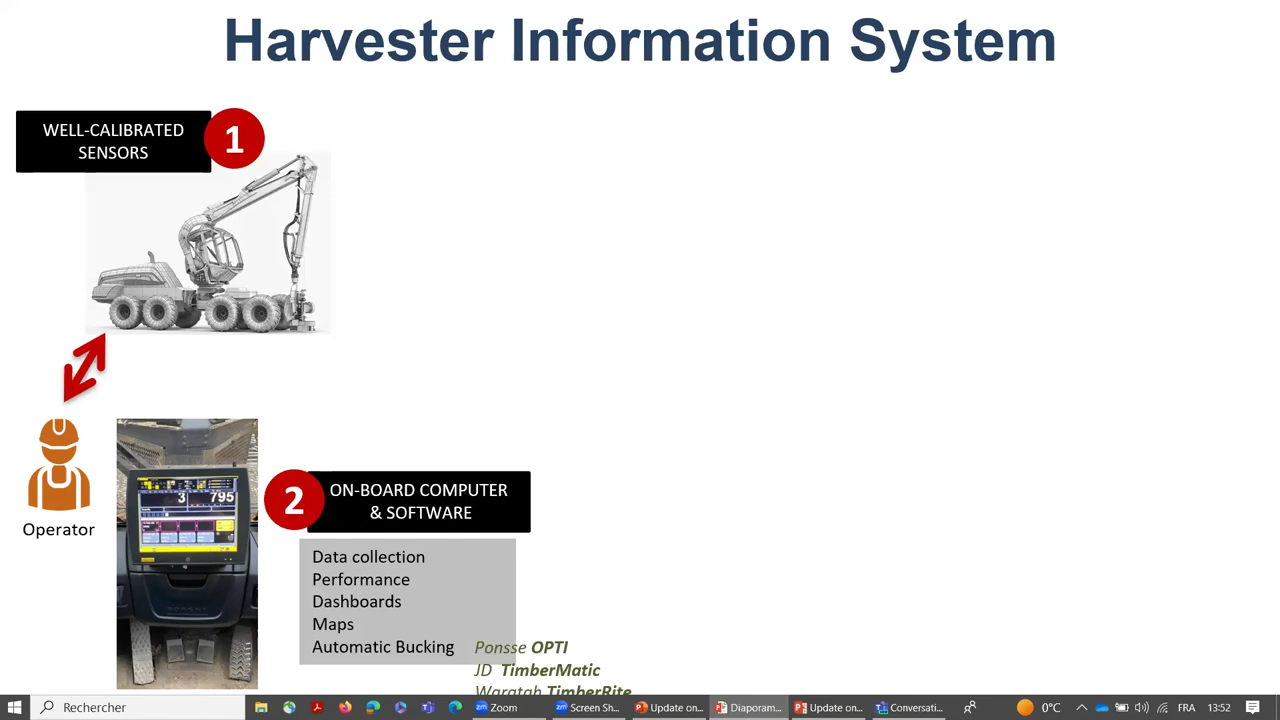 Harvester Information System
WELL-CALIBRATED
SENSORS
1
Operator
3 795
2
ON-BOARD COMPUTER
& SOFTWARE
Data collection
Performance
Dashboards
Maps
Automatic Bucking
Ponsse OPTI
JD TimberMatic
Waratah TimberRite
Rechercher
Zoom
Screen Sh...
Update on...
Diaporam...
Update on...
Conversati...
0°C
FRA
13:52